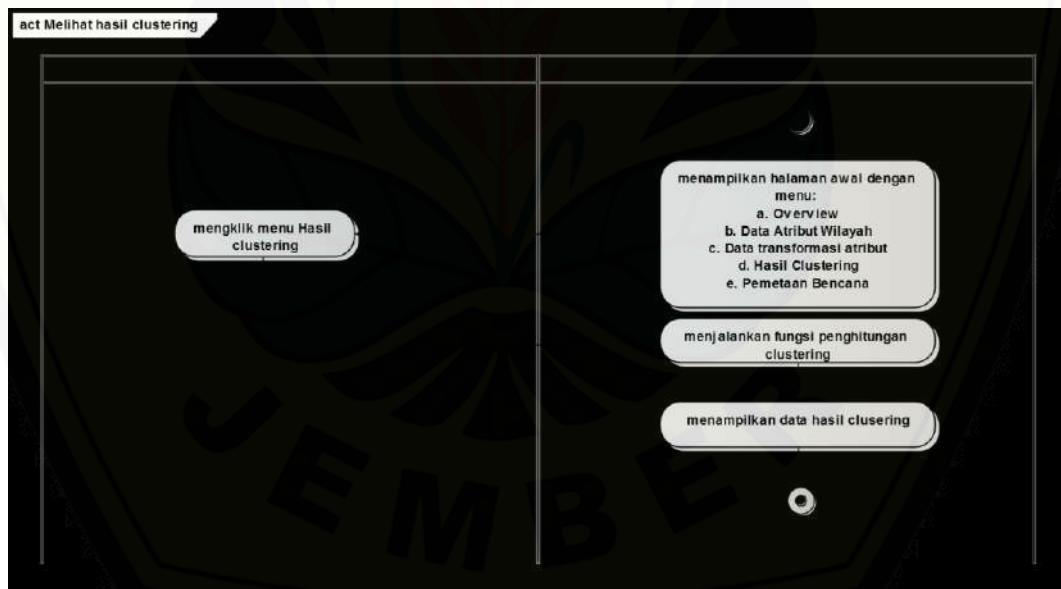 act Melihat hasil clustering
mengklik menu Hasil
clustering
menampilkan halaman awal dengan
menu:
a. Overview
b. Data Atribut Wilayah
c. Data transformasi atribut
d. Hasil Clustering
e. Pemetaan Bencana
menjalankan fungsi penghitungan
clustering
menampilkan data hasil clusering
JEMBER